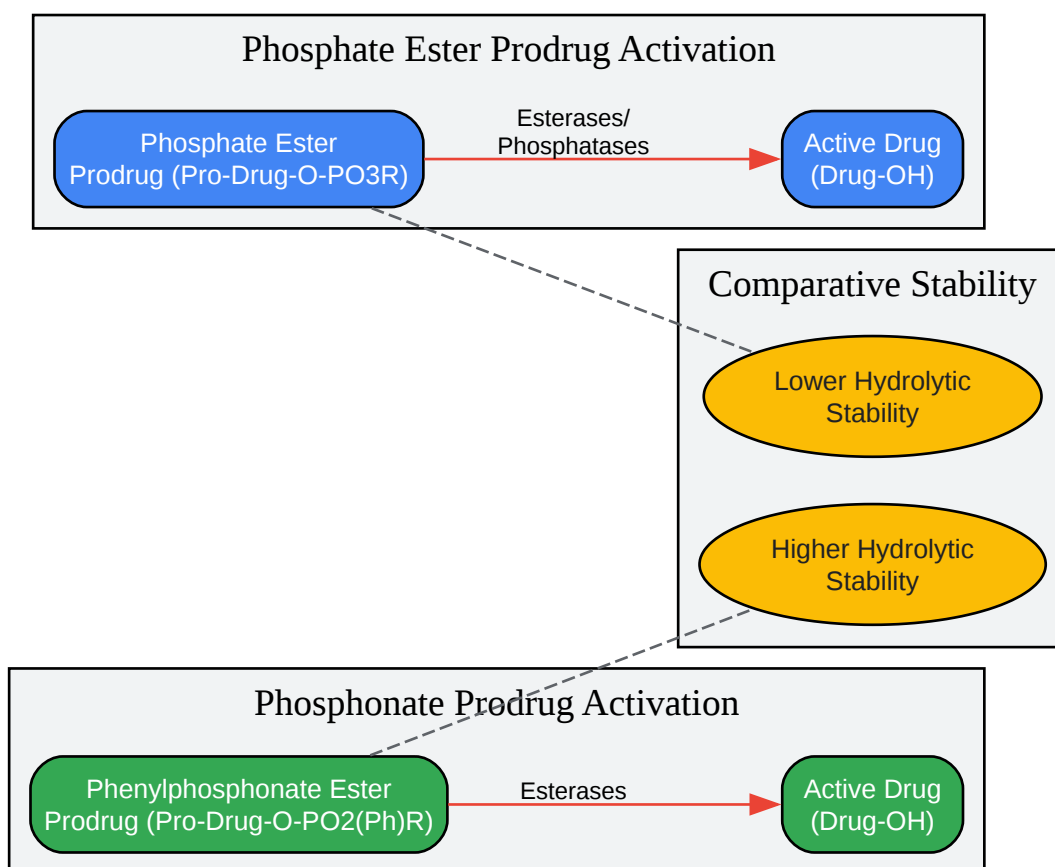 Phosphate Ester Prodrug Activation
Phosphate Ester
Prodrug (Pro-Drug-O-PO3R)
Esterases/
Phosphatases
Active Drug
(Drug-OH)
Comparative Stability
Lower Hydrolytic
Stability
Higher Hydrolytic
Stability
Phosphonate Prodrug Activation
Phenylphosphonate Ester
Prodrug (Pro-Drug-O-PO2(Ph)R)
Esterases
Active Drug
(Drug-OH)